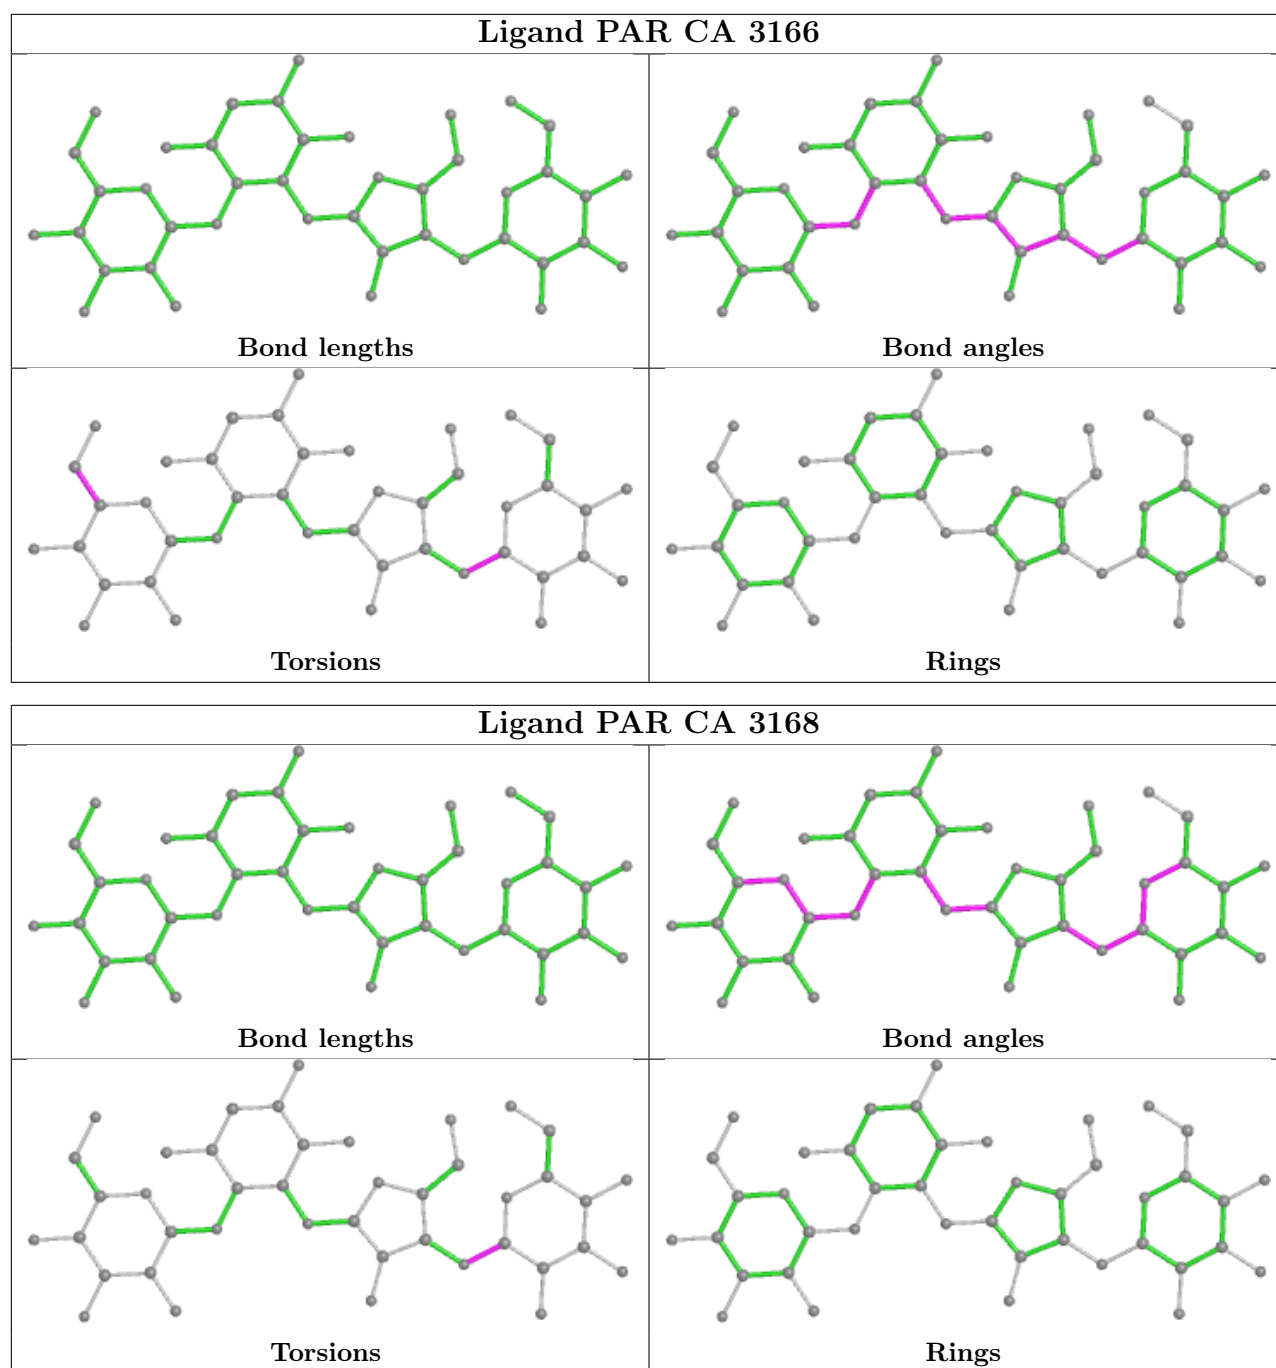 Ligand PAR CA 3166
Bond lengths
Bond angles
Torsions
Rings
Ligand PAR CA 3168
Bond lengths
Bond angles
Torsions
Rings